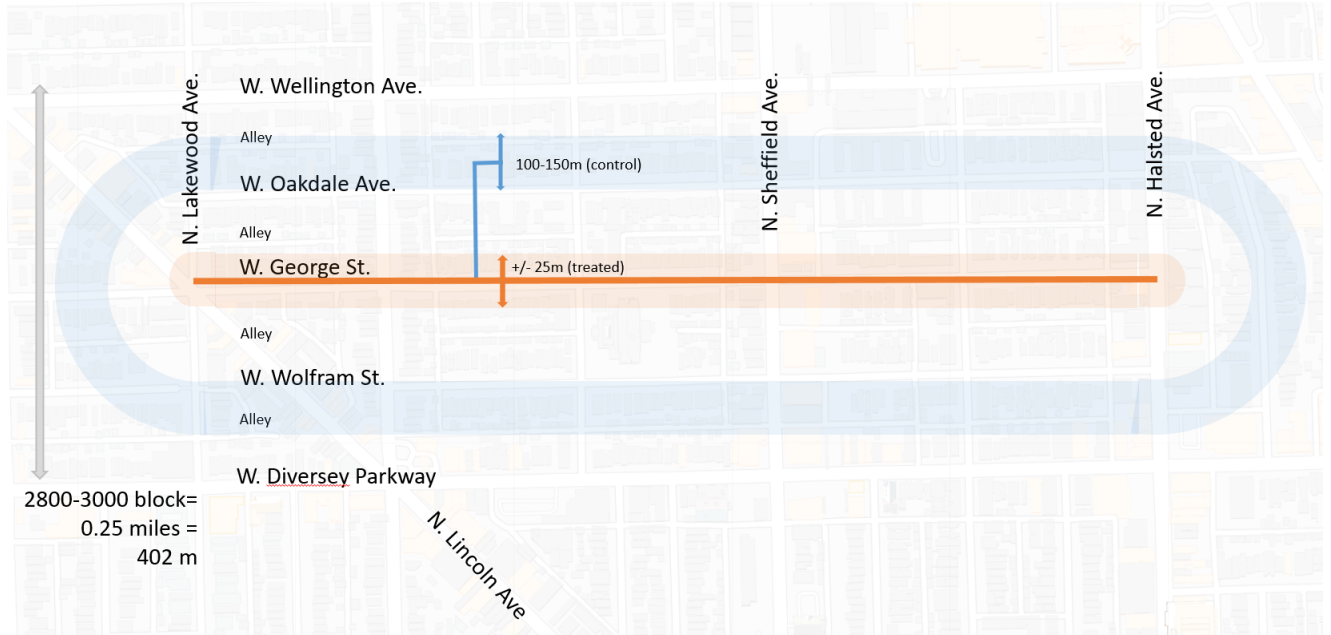 W. Wellington Ave.
N. Lakewood Ave.
N. Sheffield Ave.
N. Halsted Ave.
Alley
100-150m (control)
W. Oakdale Ave.
Alley
W. George St.
+/- 25m (treated)
Alley
W. Wolfram St.
Alley
W. Diversey Parkway
2800-3000 block=
0.25 miles =
402 m
N. Lincoln Ave